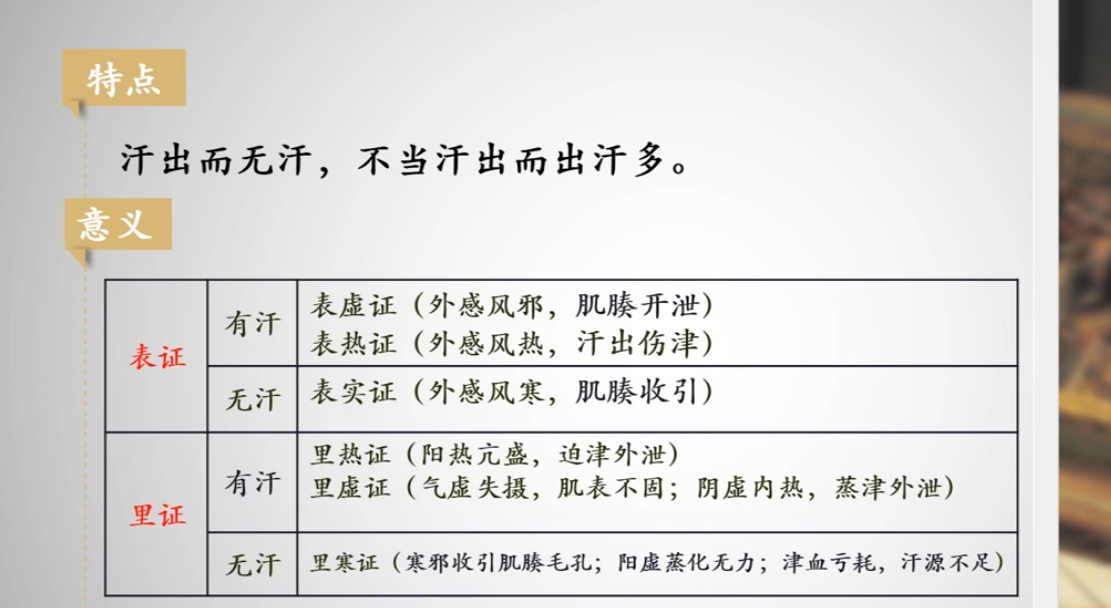 特点
汗出而无汗，不当汗出而出汗多。
意义
表证
有汗
表虚证（外感风邪，肌腠开泄）
表热证（外感风热，汗出伤津）
无汗
表实证（外感风寒，肌腠收引）
里证
有汗
里热证（阳热亢盛，迫津外泄）
里虚证（气虚失摄，肌表不固；阴虚内热，蒸津外泄）
无汗
里寒证（寒邪收引肌腠毛孔；阳虚蒸化无力；津血亏耗，汗源不足）